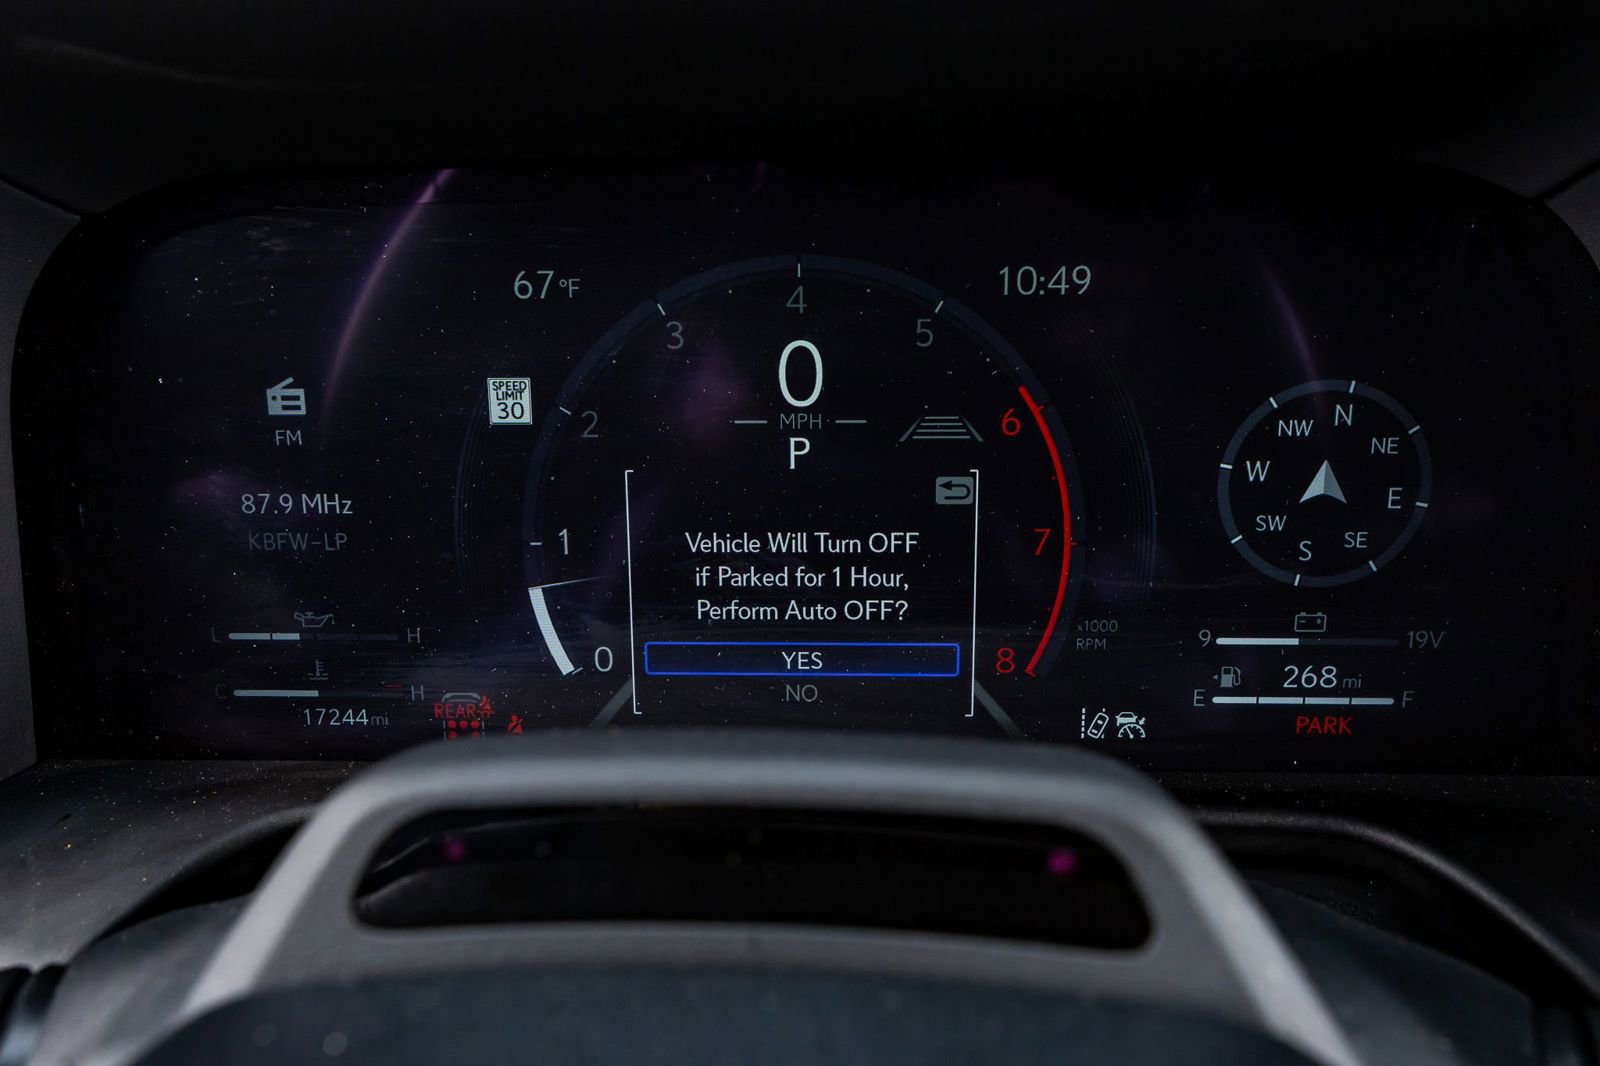 67 °F
10:49
4
3
5
SPEED
LIMIT
30
0
MPH
P
2
6
1
7
0
8
x1000
RPM
FM
87.9 MHz
KBFW-LP
N
NW
NE
W
E
SW
SE
S
Vehicle Will Turn OFF
if Parked for 1 Hour,
Perform Auto OFF?
YES
NO
L H
C H
17244 mi
REAR
9 19V
268 mi
E F
PARK